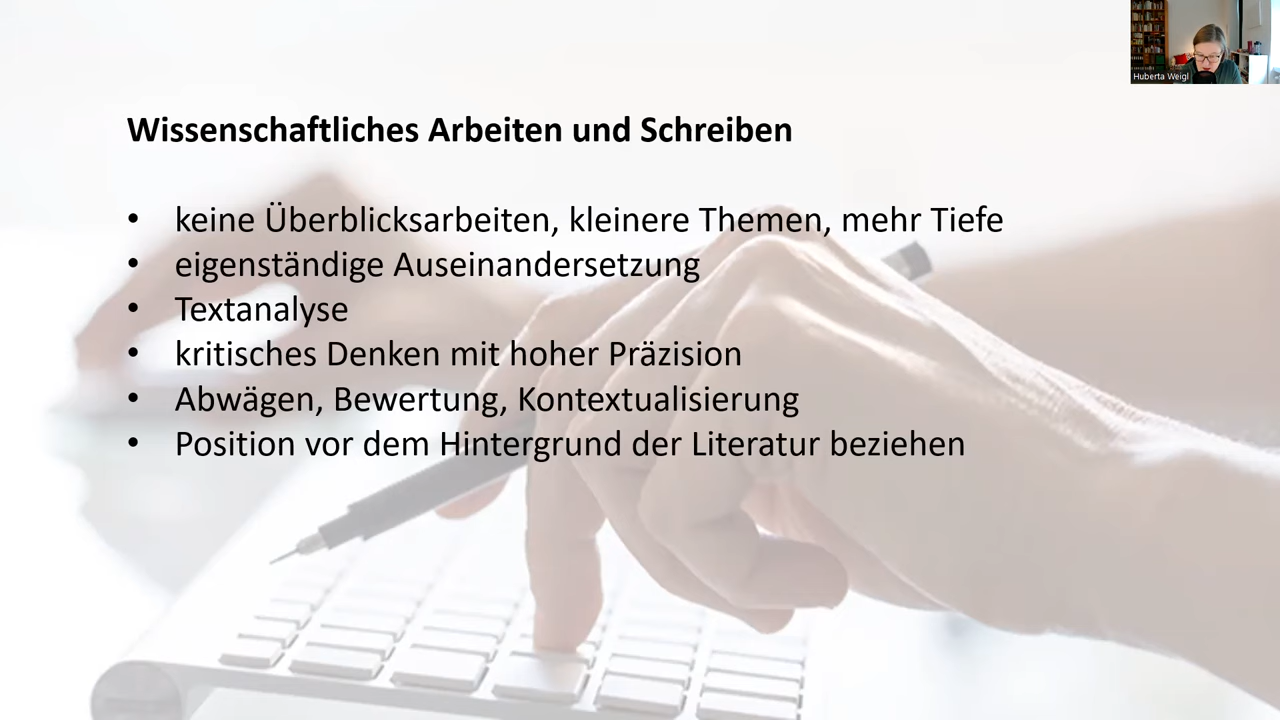 Huberta Weigl
Wissenschaftliches Arbeiten und Schreiben
• keine Überblicksarbeiten, kleinere Themen, mehr Tiefe
• eigenständige Auseinandersetzung
• Textanalyse
• kritisches Denken mit hoher Präzision
• Abwägen, Bewertung, Kontextualisierung
• Position vor dem Hintergrund der Literatur beziehen